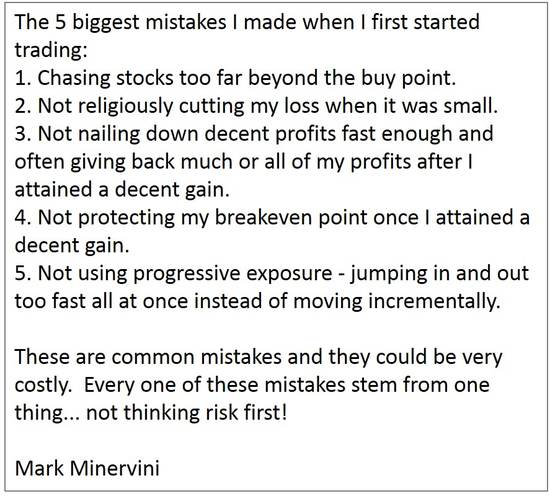 The 5 biggest mistakes I made when I first started
trading:
1. Chasing stocks too far beyond the buy point.
2. Not religiously cutting my loss when it was small.
3. Not nailing down decent profits fast enough and
often giving back much or all of my profits after I
attained a decent gain.
4. Not protecting my breakeven point once I attained a
decent gain.
5. Not using progressive exposure - jumping in and out
too fast all at once instead of moving incrementally.
These are common mistakes and they could be very
costly.  Every one of these mistakes stem from one
thing... not thinking risk first!
Mark Minervini